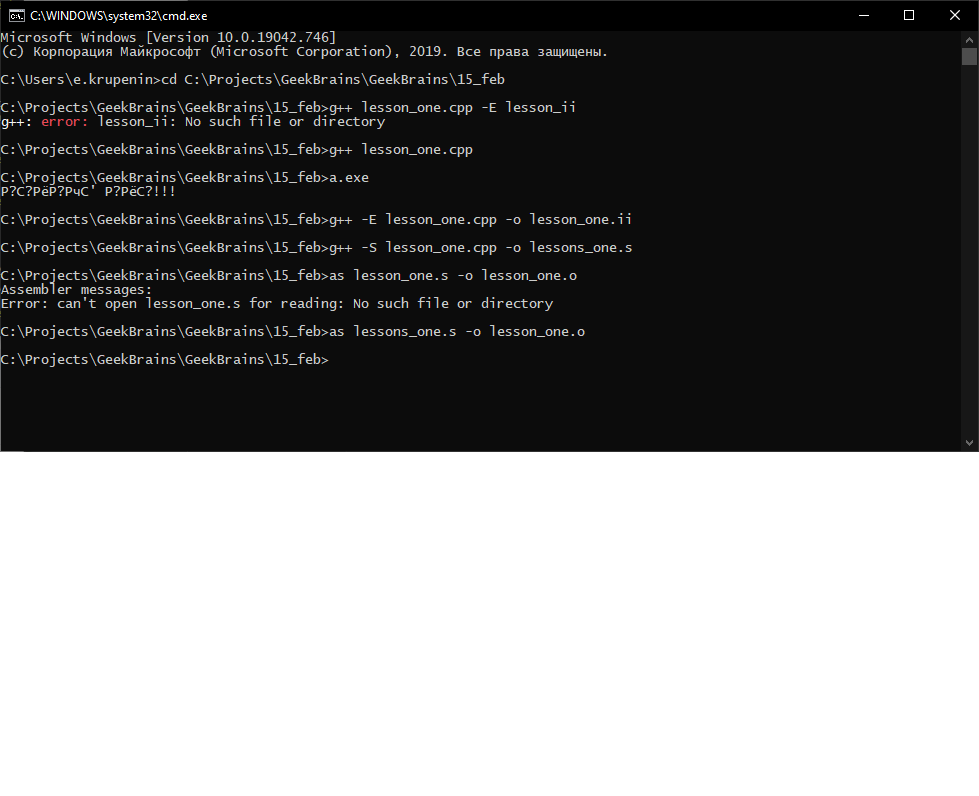 C:\WINDOWS\system32\cmd.exe
Microsoft Windows [Version 10.0.19042.746]
(c) Корпорация Майкрософт (Microsoft Corporation), 2019. Все права защищены.
C:\Users\e.krupenin>cd C:\Projects\GeekBrains\GeekBrains\15_feb
C:\Projects\GeekBrains\GeekBrains\15_feb>g++ lesson_one.cpp -E lesson_ii
g++: error: lesson_ii: No such file or directory
C:\Projects\GeekBrains\GeekBrains\15_feb>g++ lesson_one.cpp
C:\Projects\GeekBrains\GeekBrains\15_feb>a.exe
Р?С?РёР?РчС' Р?РёС?!!!
C:\Projects\GeekBrains\GeekBrains\15_feb>g++ -E lesson_one.cpp -o lesson_one.ii
C:\Projects\GeekBrains\GeekBrains\15_feb>g++ -S lesson_one.cpp -o lessons_one.s
C:\Projects\GeekBrains\GeekBrains\15_feb>as lesson_one.s -o lesson_one.o
Assembler messages:
Error: can't open lesson_one.s for reading: No such file or directory
C:\Projects\GeekBrains\GeekBrains\15_feb>as lessons_one.s -o lesson_one.o
C:\Projects\GeekBrains\GeekBrains\15_feb>